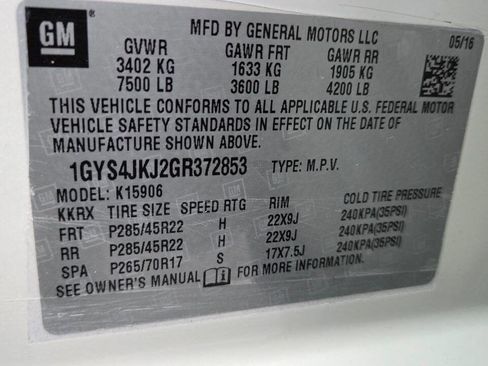 GM
MFD BY GENERAL MOTORS LLC
05/16
GVWR GAWR FRT GAWR RR
3402 KG 1633 KG 1905 KG
7500 LB 3600 LB 4200 LB
THIS VEHICLE CONFORMS TO ALL APPLICABLE U.S. FEDERAL MOTOR
VEHICLE SAFETY STANDARDS IN EFFECT ON THE DATE OF
MANUFACTURE SHOWN ABOVE.
1GYS4JKJ2GR372853 TYPE: M.P.V.
MODEL: K15906
KKRX TIRE SIZE SPEED RTG RIM COLD TIRE PRESSURE
FRT P285/45R22 H 22X9J 240KPA(35PSI)
RR P285/45R22 H 22X9J 240KPA(35PSI)
SPA P265/70R17 S 17X7.5J 240KPA(35PSI)
SEE OWNER'S MANUAL FOR MORE INFORMATION.